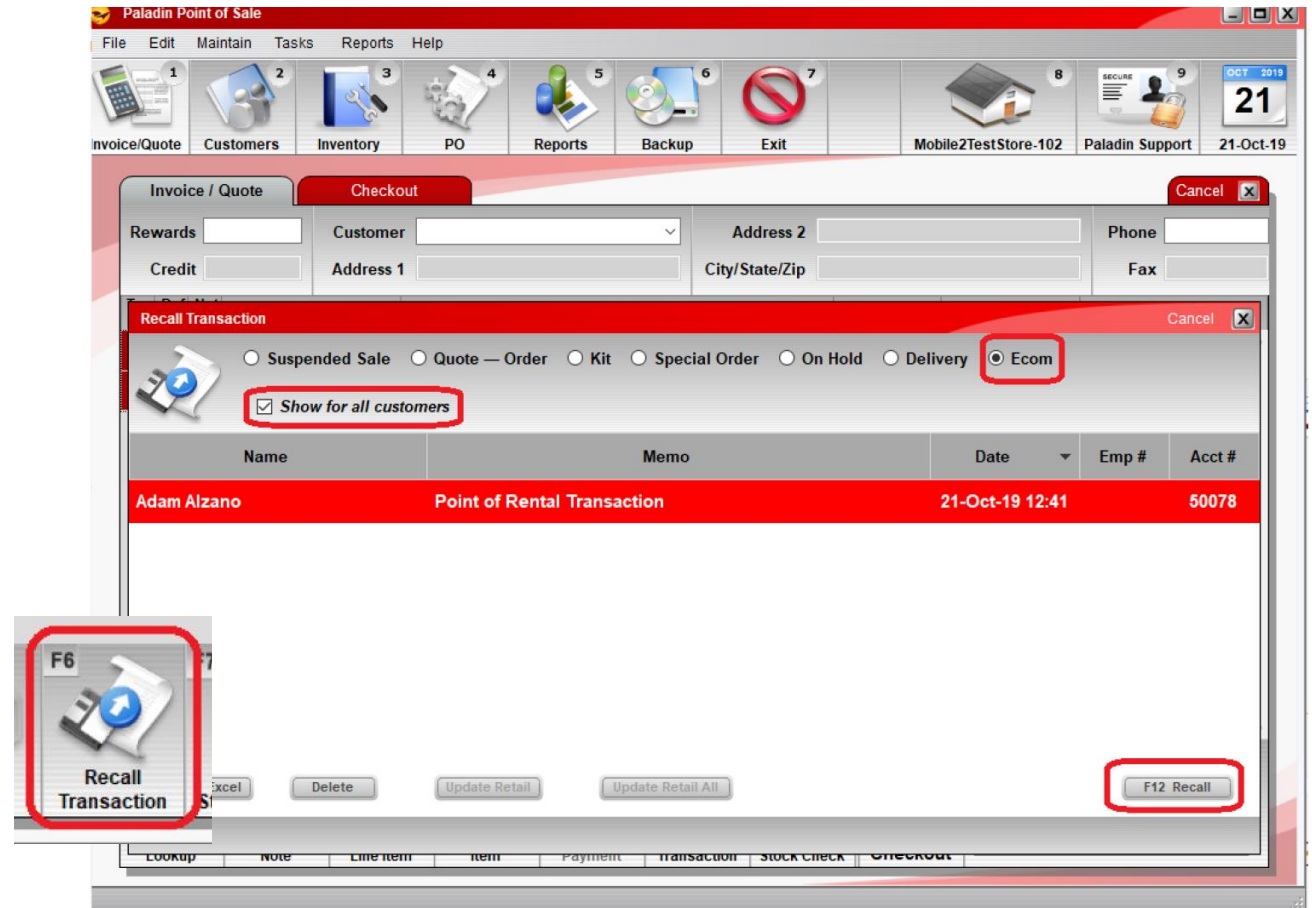 Paladin Point of Sale
File Edit Maintain Tasks Reports Help
1 2 3 4 5 6 7 8 SECURE 9 OCT 2019
21
nvoice/Quote Customers Inventory PO Reports Backup Exit Mobile2TestStore-102 Paladin Support 21-Oct-19
Invoice / Quote Checkout Cancel X
Rewards Customer Address 2 Phone
Credit Address 1 City/State/Zip Fax
Recall Transaction Cancel X
Suspended Sale Quote — Order Kit Special Order On Hold Delivery Ecom
Show for all customers
Name Memo Date Emp # Acct #
Adam Alzano Point of Rental Transaction 21-Oct-19 12:41 50078
F6 F7
Recall
Transaction
Excel Delete Update Retail Update Retail All F12 Recall
Lookup Note Line Item Item Payment Transaction Stock Check Checkout